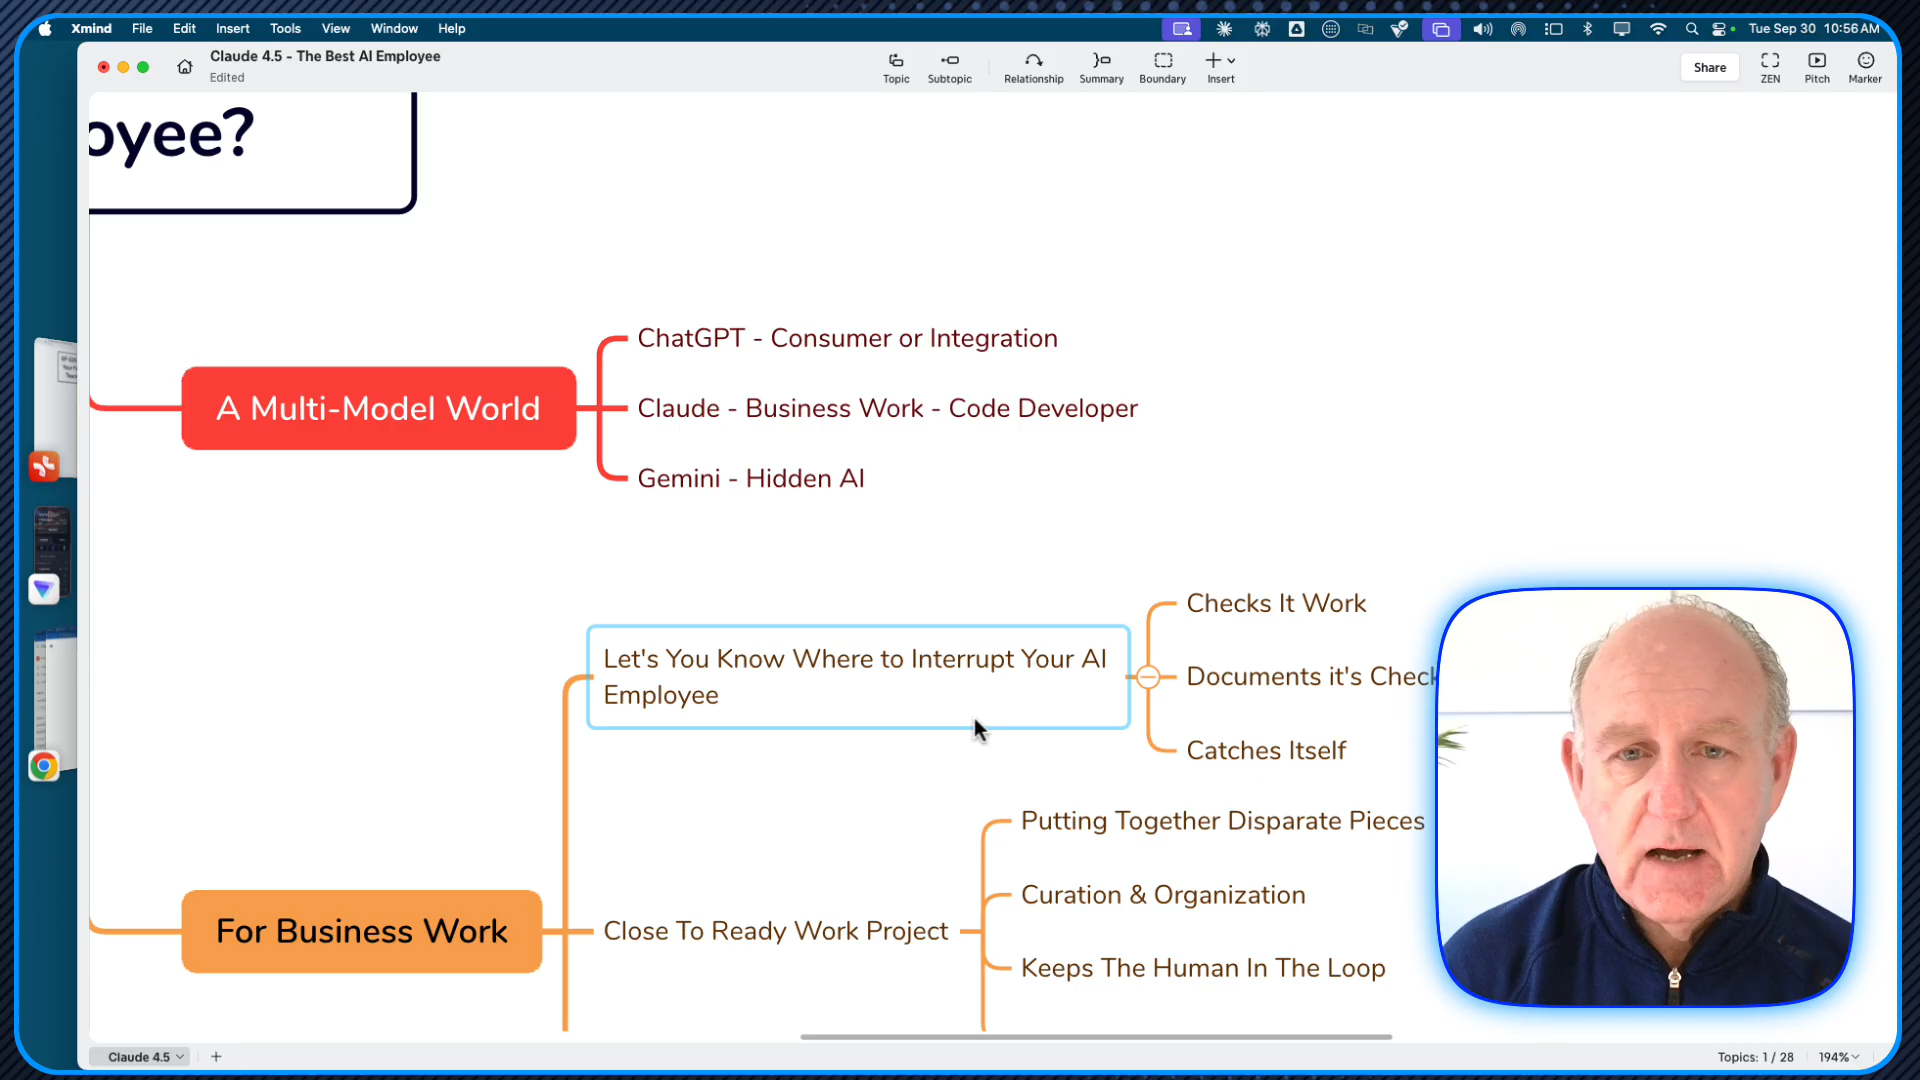 Xmind File Edit Insert Tools View Window Help Tue Sep 30 10:56 AM
Claude 4.5 - The Best AI Employee
Edited
Topic Subtopic Relationship Summary Boundary Insert Share ZEN Pitch Marker
oyee?
ChatGPT - Consumer or Integration
A Multi-Model World
Claude - Business Work - Code Developer
Gemini - Hidden AI
Let's You Know Where to Interrupt Your AI
Employee
Checks It Work
Documents it's Check
Catches Itself
For Business Work
Close To Ready Work Project
Putting Together Disparate Pieces
Curation & Organization
Keeps The Human In The Loop
Claude 4.5 Topics: 1 / 28 194%